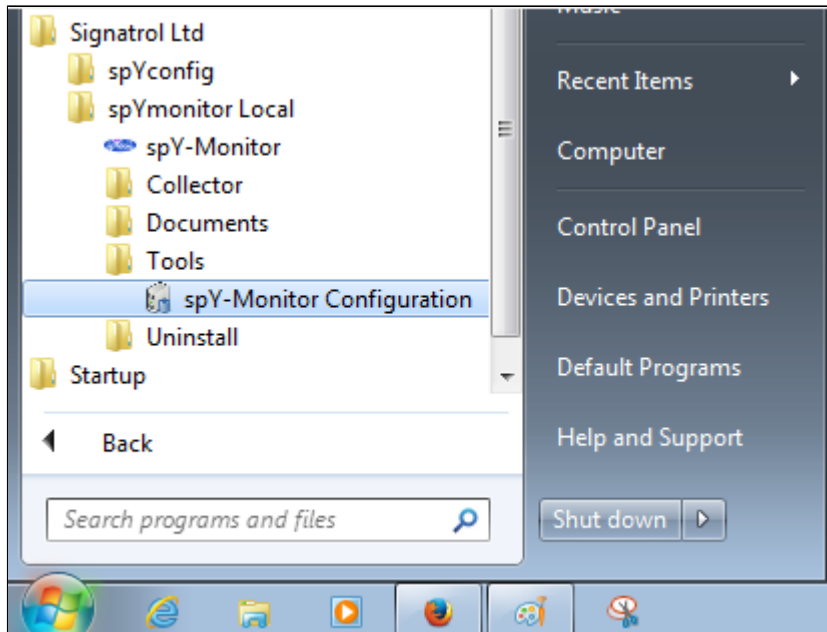 Signatrol Ltd
spYconfig
spYmonitor Local
spY-Monitor
Collector
Documents
Tools
spY-Monitor Configuration
Uninstall
Startup
Back
Search programs and files
Music
Recent Items
Computer
Control Panel
Devices and Printers
Default Programs
Help and Support
Shut down